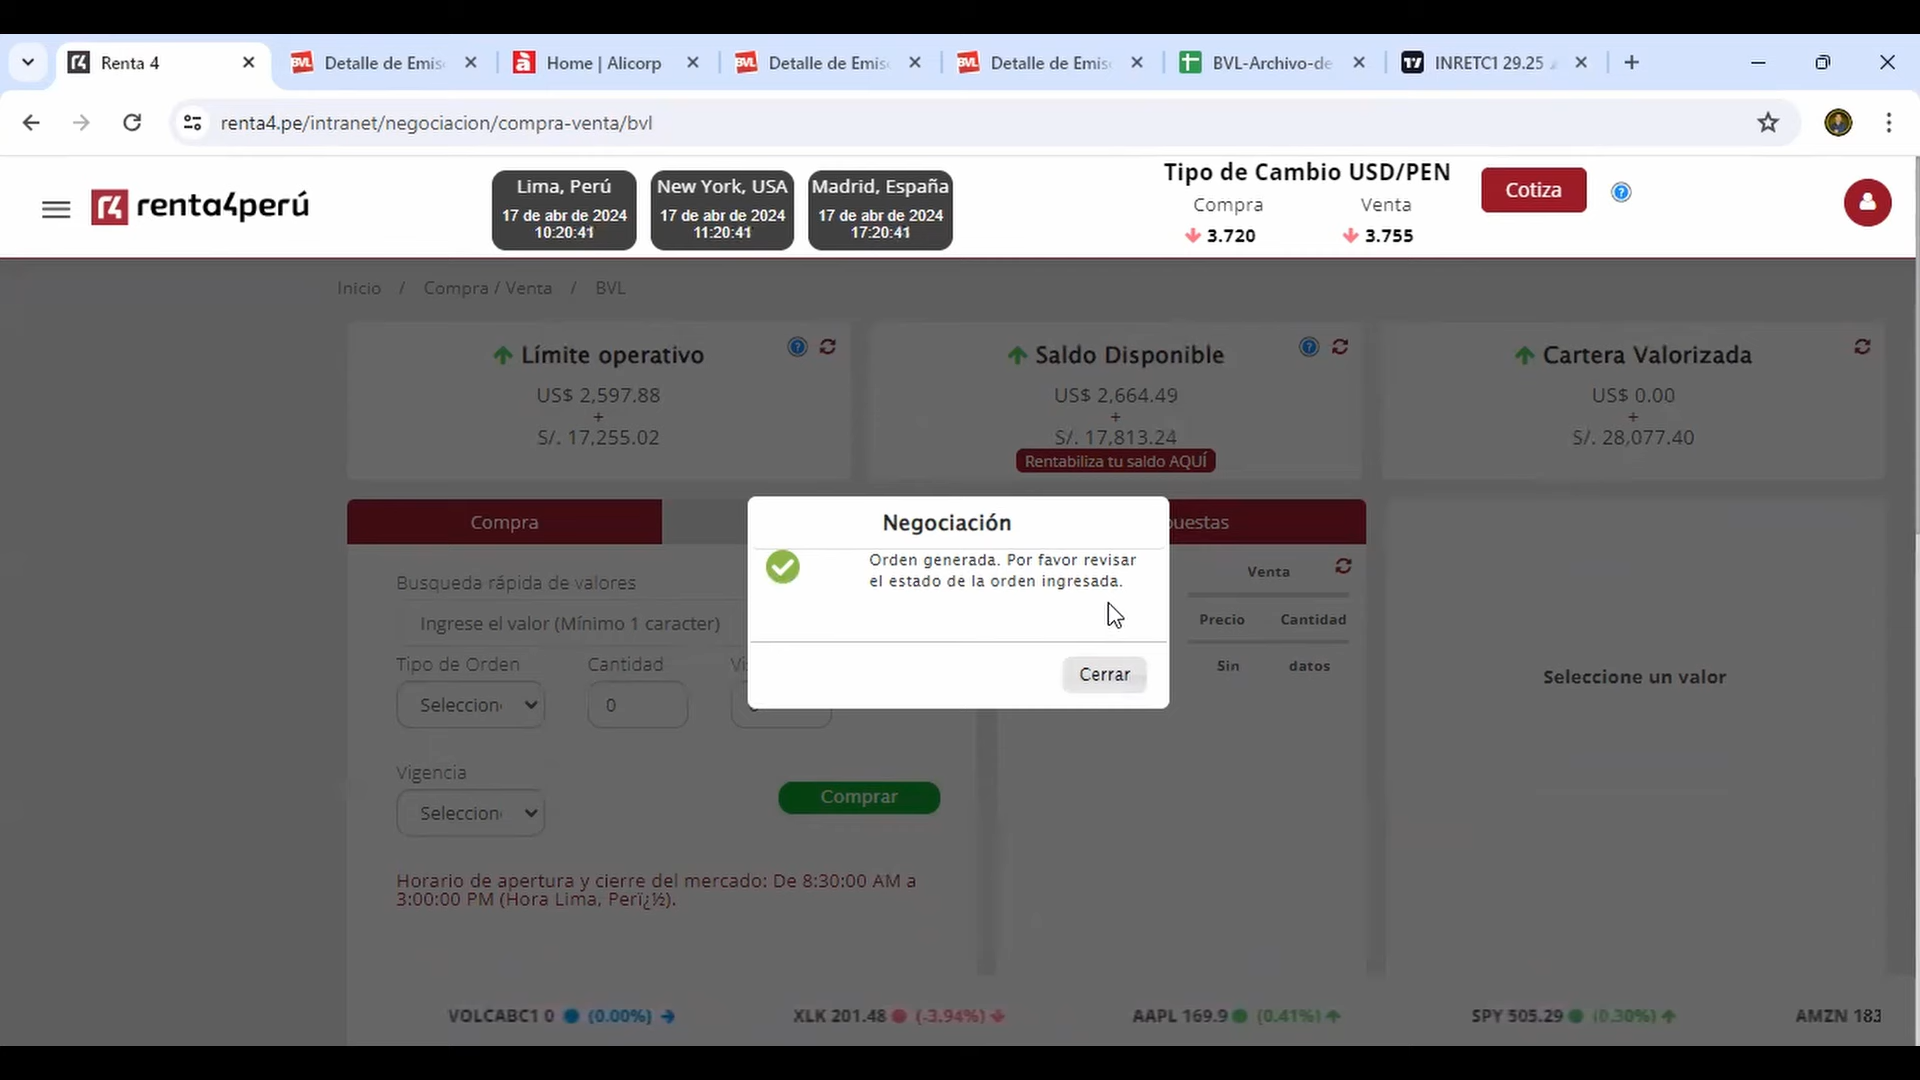 Renta 4
Detalle de Emis
Home | Alicorp
Detalle de Emis
Detalle de Emis
BVL-Archivo-de
INRETC1 29.25
renta4.pe/intranet/negociacion/compra-venta/bvl
renta4perú
Lima, Perú
17 de abr de 2024
10:20:41
New York, USA
17 de abr de 2024
11:20:41
Madrid, España
17 de abr de 2024
17:20:41
Tipo de Cambio USD/PEN
Compra
Venta
3.720
3.755
Cotiza
Inicio / Compra / Venta / BVL
Límite operativo
US$ 2,597.88
+
S/. 17,255.02
Saldo Disponible
US$ 2,664.49
+
S/. 17,813.24
Rentabiliza tu saldo AQUÍ
Cartera Valorizada
US$ 0.00
+
S/. 28,077.40
Compra
puestas
Negociación
Orden generada. Por favor revisar
el estado de la orden ingresada.
Cerrar
Busqueda rápida de valores
Ingrese el valor (Mínimo 1 caracter)
Tipo de Orden
Cantidad
Seleccion
0
Vigencia
Seleccion
Comprar
Horario de apertura y cierre del mercado: De 8:30:00 AM a
3:00:00 PM (Hora Lima, Perï¿½).
Venta
Precio Cantidad
Sin datos
Seleccione un valor
VOLCABC1 0 (0.00%)
XLK 201.48 (-3.94%)
AAPL 169.9 (0.41%)
SPY 505.29 (0.30%)
AMZN 183